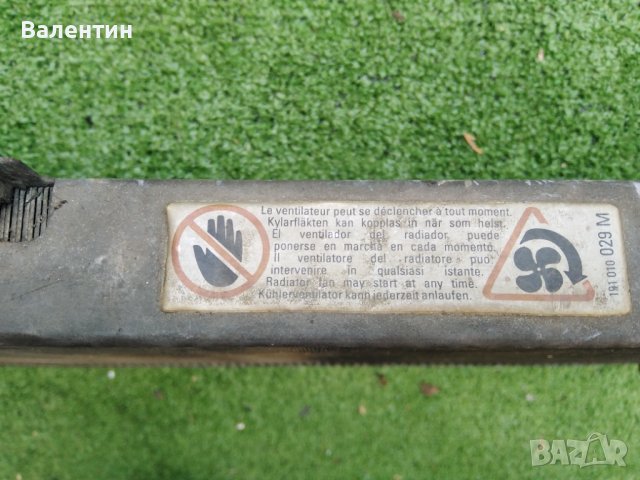 Валентин
Le ventilateur peut se déclencher à tout moment.
Kylarfläkten kan kopplas in när som helst.
El ventilador del radiador, puede
ponerse en marcha en cada momento.
Il ventilatore del radiatore può
intervenire in qualsiasi istante.
Radiator fan may start at any time.
Kühlerventilator kann jederzeit anlaufen.
191 010 029 M
BAZAR